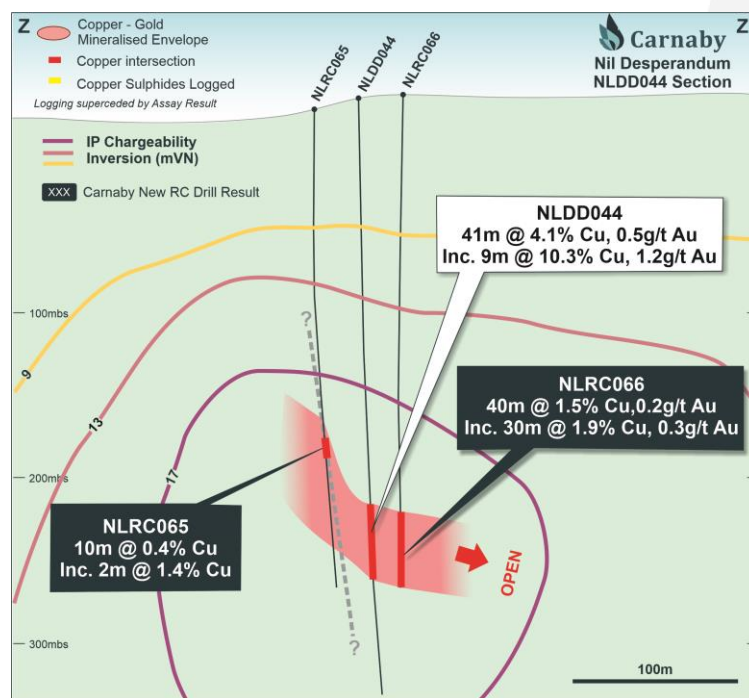 Z
Z
Copper - Gold
Mineralised Envelope
Copper intersection
Copper Sulphides Logged
Logging superceded by Assay Result
NLRC065
NLDD044
NLRC066
Carnaby
Nil Desperandum
NLDD044 Section
IP Chargeability
Inversion (mVN)
XXX Carnaby New RC Drill Result
NLDD044
41m @ 4.1% Cu, 0.5g/t Au
Inc. 9m @ 10.3% Cu, 1.2g/t Au
100mbs
?
9
13
17
NLRC066
40m @ 1.5% Cu,0.2g/t Au
Inc. 30m @ 1.9% Cu, 0.3g/t Au
200mbs
NLRC065
10m @ 0.4% Cu
Inc. 2m @ 1.4% Cu
OPEN
300mbs
?
100m